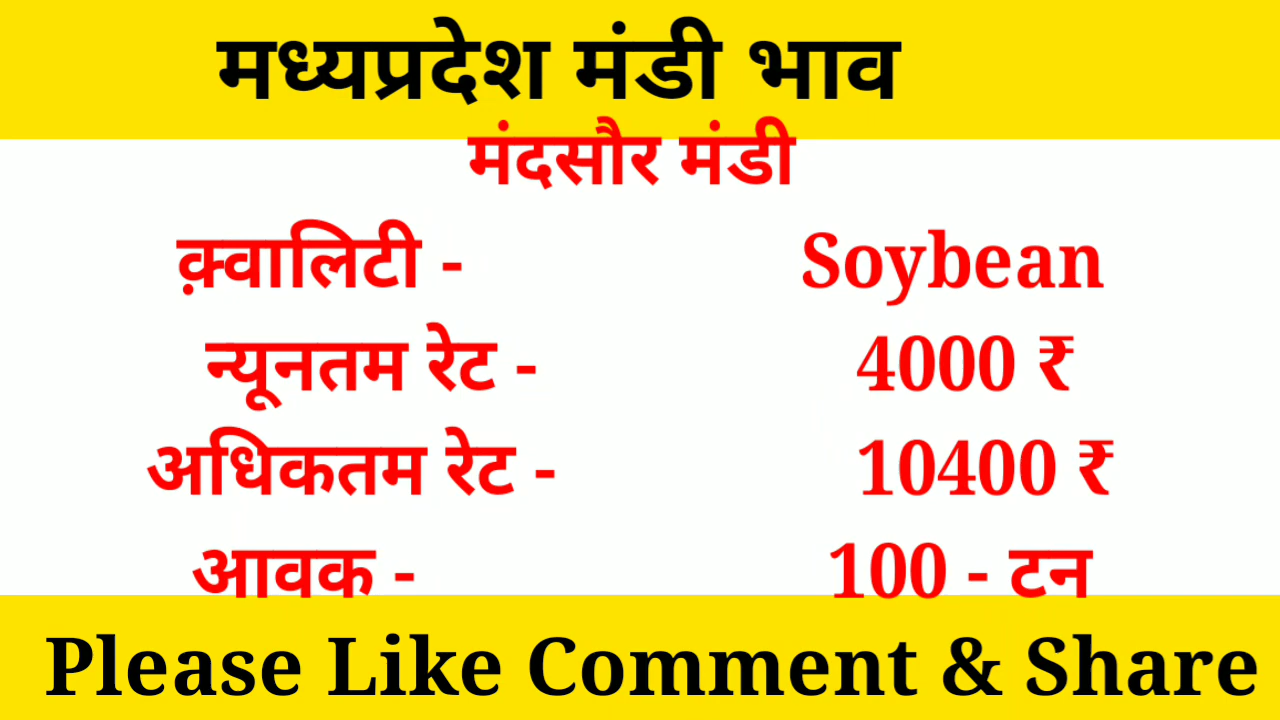 मध्यप्रदेश मंडी भाव
मंदसौर मंडी
क़्वालिटी - Soybean
न्यूनतम रेट - 4000 ₹
अधिकतम रेट - 10400 ₹
आवक - 100 - टन
Please Like Comment & Share